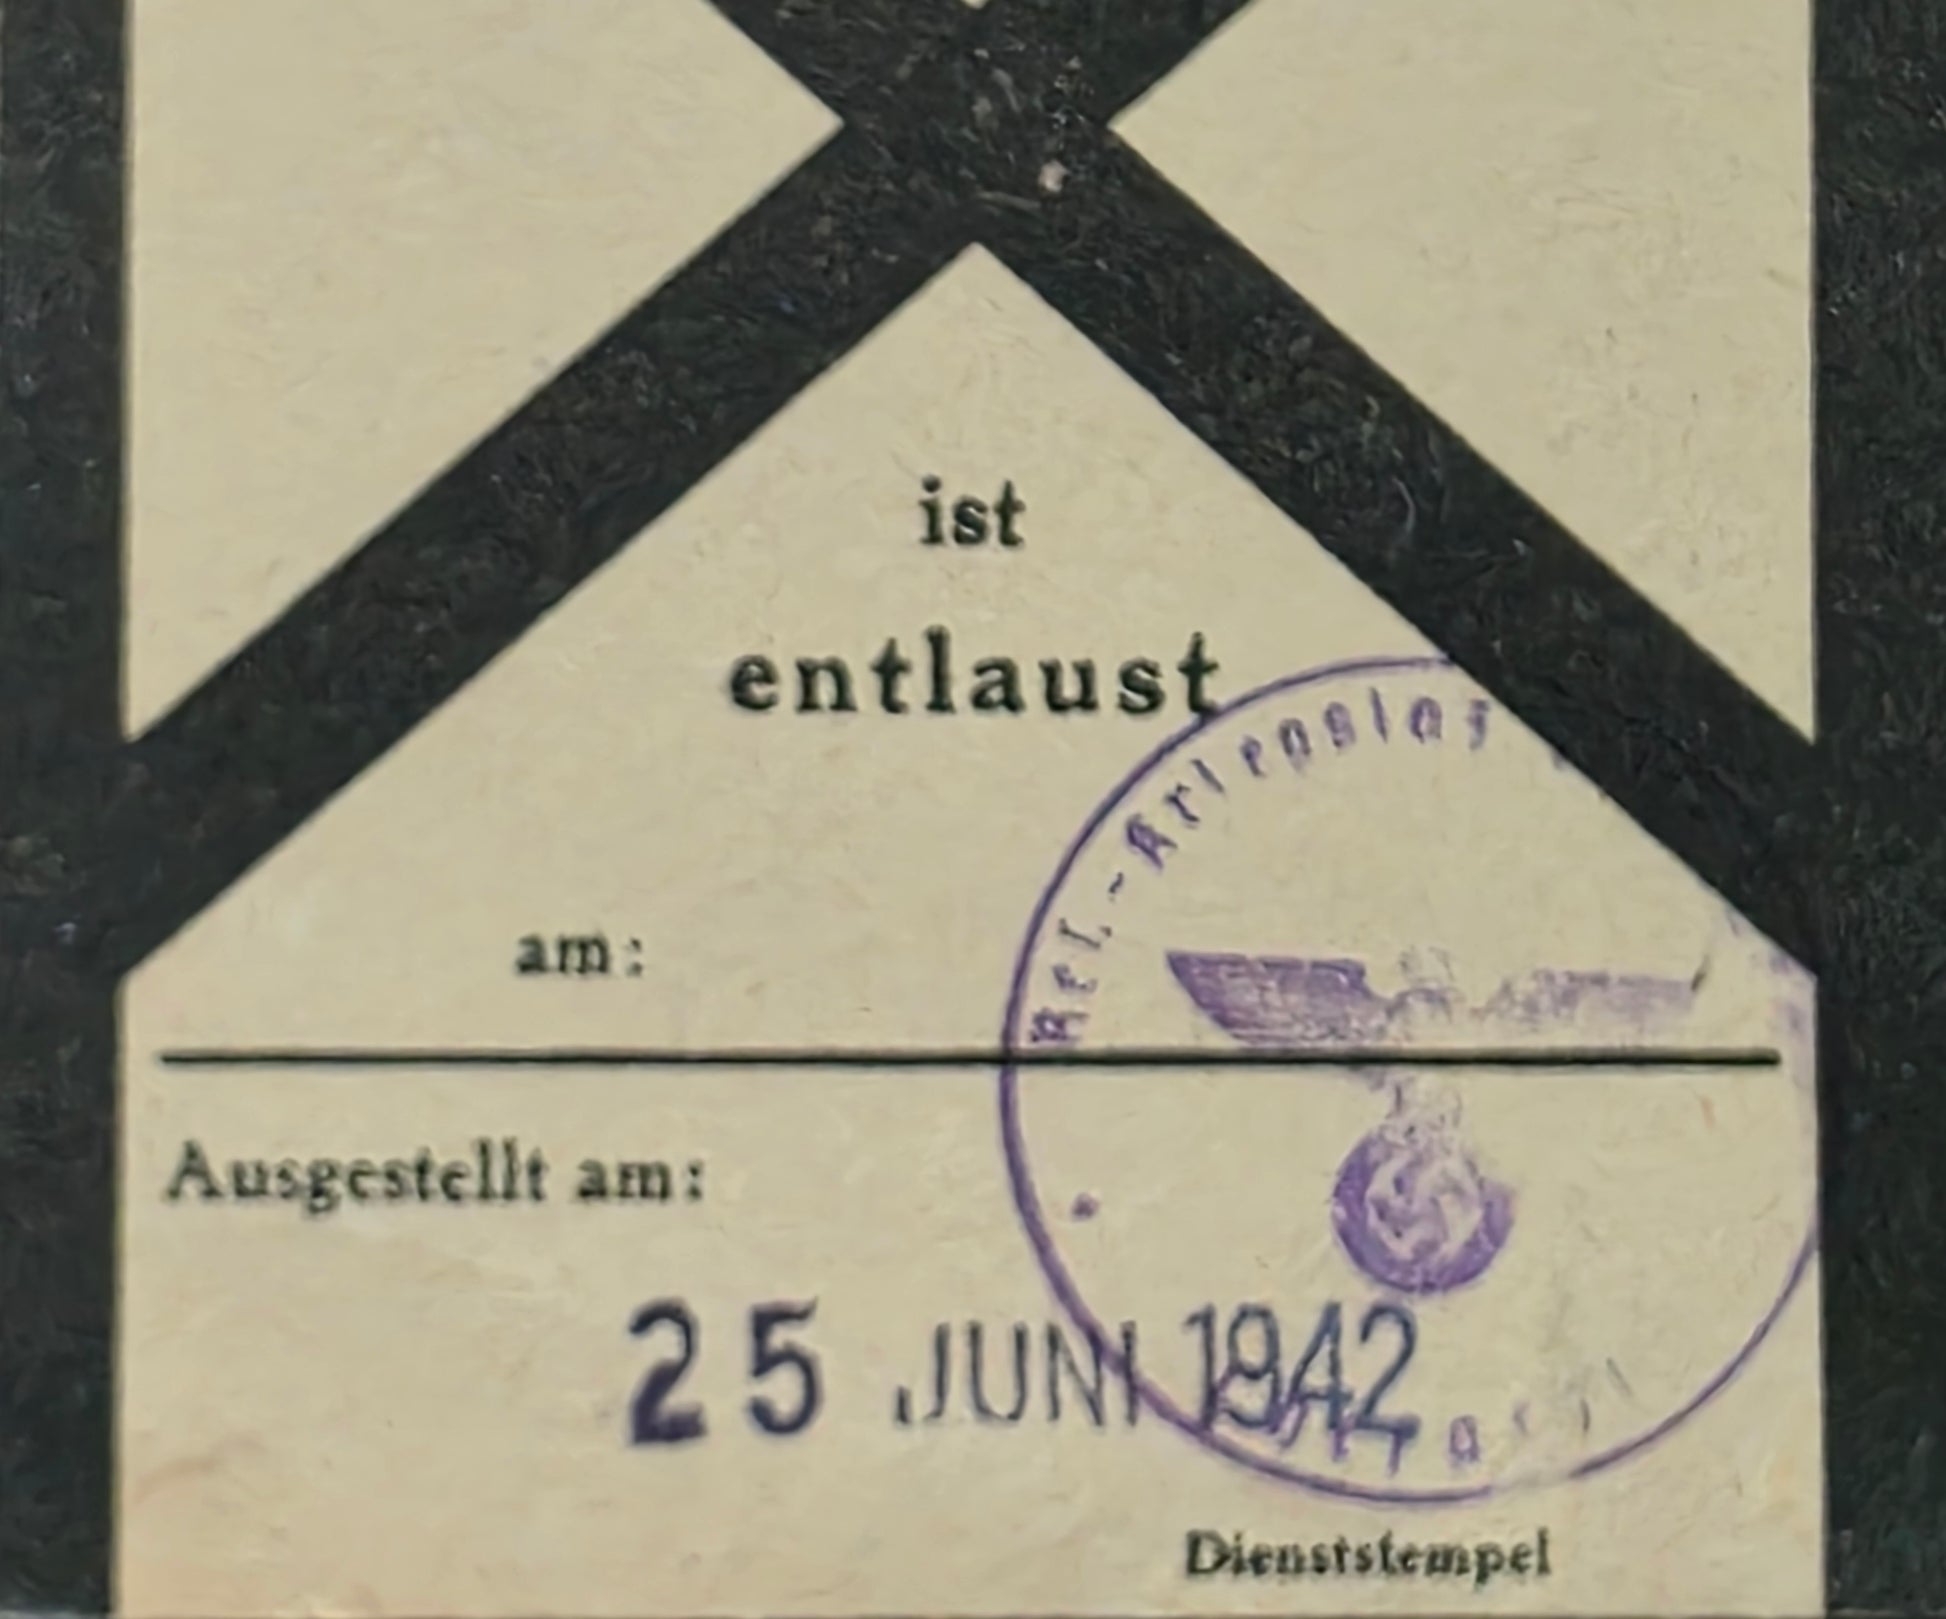 ist
entlaust
am:
Ausgestellt am:
25 JUNI 1942
Dienststempel